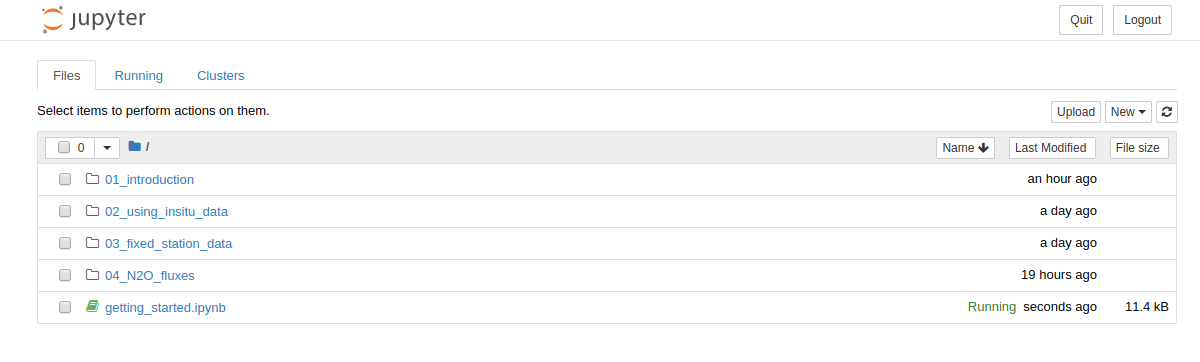 jupyter Quit Logout
Files Running Clusters
Select items to perform actions on them. Upload New
0 / Name Last Modified File size
01_introduction an hour ago
02_using_insitu_data a day ago
03_fixed_station_data a day ago
04_N2O_fluxes 19 hours ago
getting_started.ipynb Running seconds ago 11.4 kB